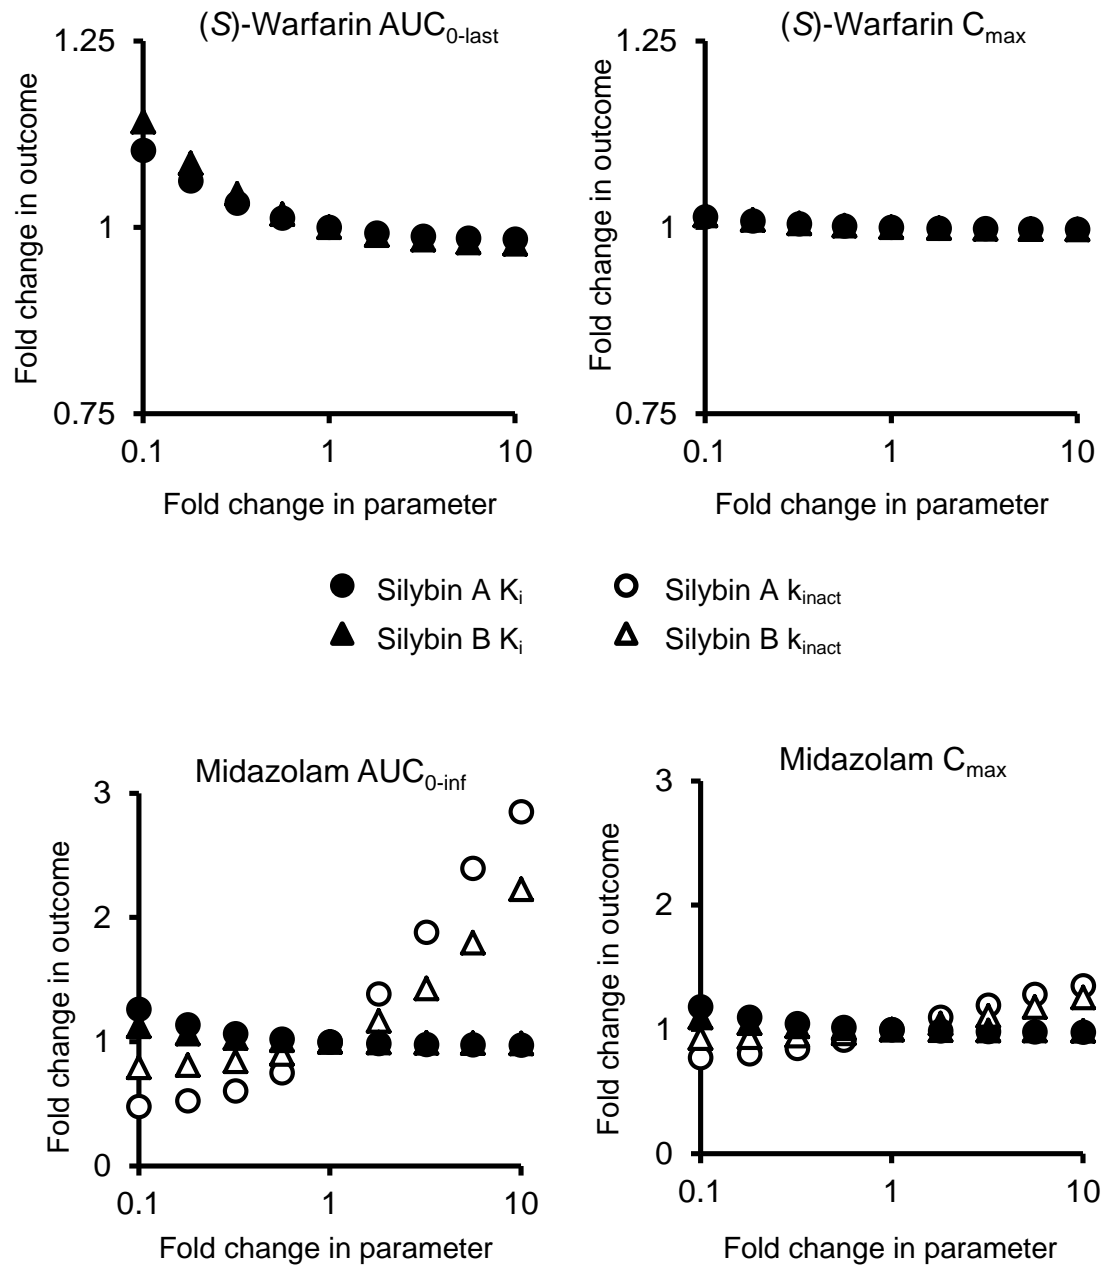 (S)-Warfarin AUC0-last
1.25
1
0.75
0.1
1
10
Fold change in outcome
Fold change in parameter
(S)-Warfarin Cmax
1.25
1
0.75
0.1
1
10
Fold change in outcome
Fold change in parameter
Silybin A Ki
Silybin A kinact
Silybin B Ki
Silybin B kinact
Midazolam AUC0-inf
3
2
1
0
0.1
1
10
Fold change in outcome
Fold change in parameter
Midazolam Cmax
3
2
1
0
0.1
1
10
Fold change in outcome
Fold change in parameter